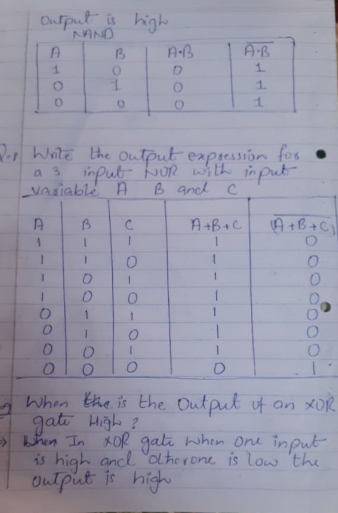 Output is high
NAND
A B A·B A·B
1 0 0 1
0 1 0 1
0 0 0 1
Write the output expression for
a 3 input NOR with input
variable A B and C
A B C A+B+C (A+B+C)
1 1 1 1 0
1 1 0 1 0
1 0 1 1 0
1 0 0 1 0
0 1 1 1 0
0 1 0 1 0
0 0 1 1 0
0 0 0 0 1
When is the output of an XOR
gate High ?
When In XOR gate when one input
is high and otherone is low the
output is high